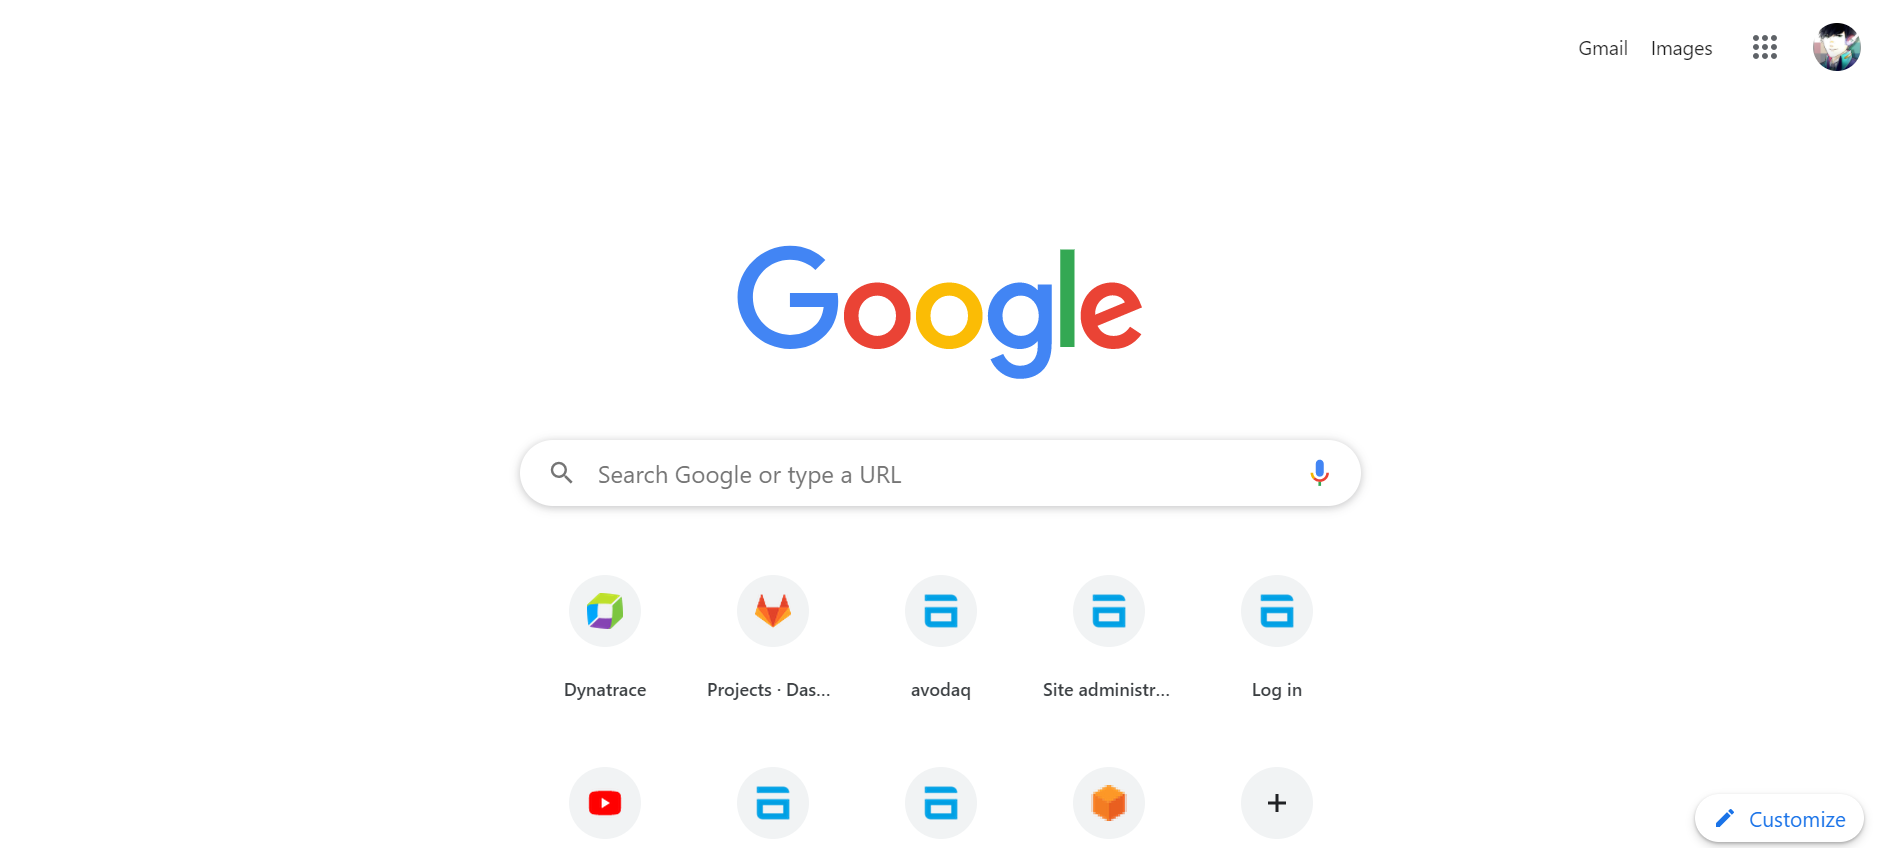 Gmail Images
Google
Search Google or type a URL
Dynatrace
Projects · Das...
avodaq
Site administr...
Log in
Customize